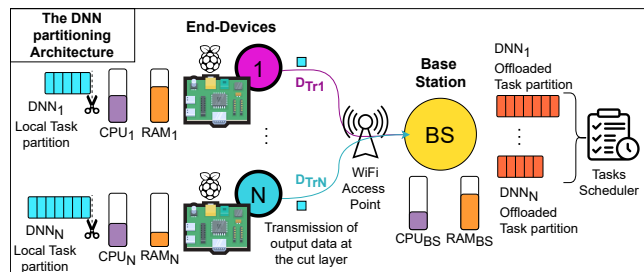 The DNN
partitioning
Architecture
End-Devices
DNN1
Local Task
partition
CPU1
RAM1
1
DTr1
⋮
DNNN
Local Task
partition
CPUN
RAMN
N
DTrN
Transmission of
output data at
the cut layer
WiFi
Access
Point
Base
Station
BS
CPUBS
RAMBS
DNN1
Offloaded
Task partition
⋮
DNNN
Offloaded
Task partition
Tasks
Scheduler